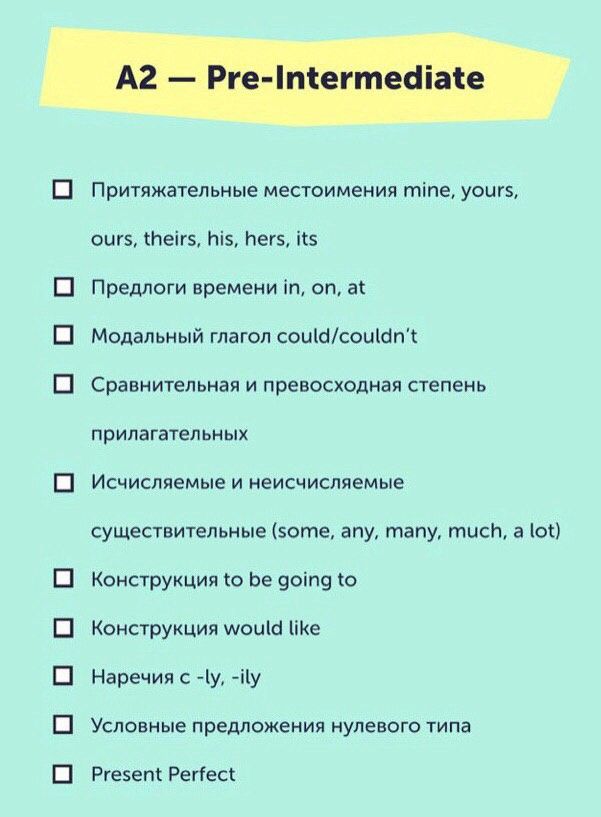 A2 — Pre-Intermediate
Притяжательные местоимения mine, yours,
ours, theirs, his, hers, its
Предлоги времени in, on, at
Модальный глагол could/couldn't
Сравнительная и превосходная степень
прилагательных
Исчисляемые и неисчисляемые
существительные (some, any, many, much, a lot)
Конструкция to be going to
Конструкция would like
Наречия с -ly, -ily
Условные предложения нулевого типа
Present Perfect